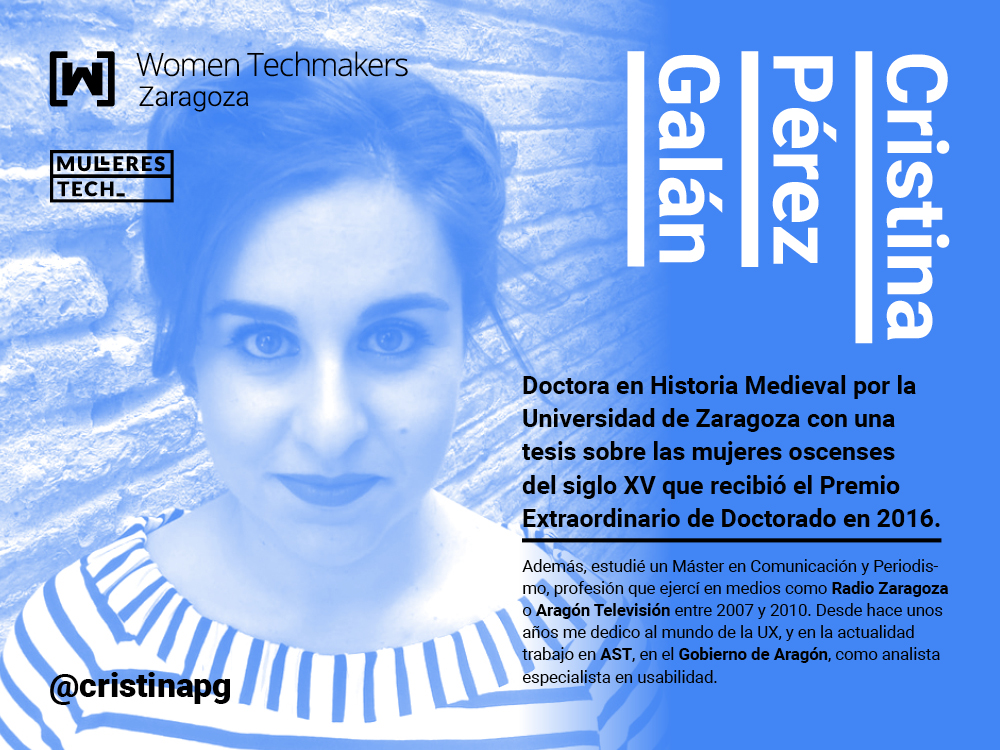 Women Techmakers
Zaragoza
MULLERES
TECH_
Cristina
Pérez
Galán
Doctora en Historia Medieval por la
Universidad de Zaragoza con una
tesis sobre las mujeres oscenses
del siglo XV que recibió el Premio
Extraordinario de Doctorado en 2016.
Además, estudié un Máster en Comunicación y Periodis-
mo, profesión que ejercí en medios como Radio Zaragoza
o Aragón Televisión entre 2007 y 2010. Desde hace unos
años me dedico al mundo de la UX, y en la actualidad
trabajo en AST, en el Gobierno de Aragón, como analista
especialista en usabilidad.
@cristinapg